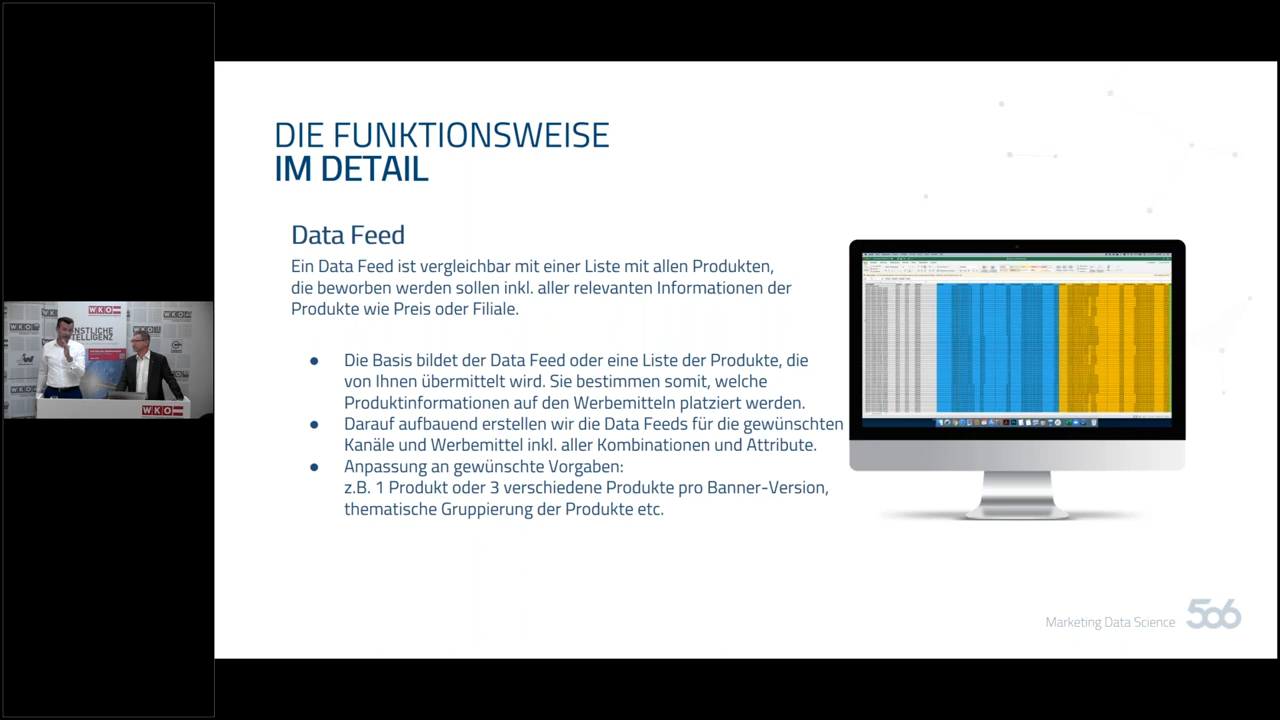 DIE FUNKTIONSWEISE
IM DETAIL
Data Feed
Ein Data Feed ist vergleichbar mit einer Liste mit allen Produkten,
die beworben werden sollen inkl. aller relevanten Informationen der
Produkte wie Preis oder Filiale.
● Die Basis bildet der Data Feed oder eine Liste der Produkte, die
von Ihnen übermittelt wird. Sie bestimmen somit, welche
Produktinformationen auf den Werbemitteln platziert werden.
● Darauf aufbauend erstellen wir die Data Feeds für die gewünschten
Kanäle und Werbemittel inkl. aller Kombinationen und Attribute.
● Anpassung an gewünschte Vorgaben:
z.B. 1 Produkt oder 3 verschiedene Produkte pro Banner-Version,
thematische Gruppierung der Produkte etc.
Marketing Data Science 506
WKO
WKO
WKO
WKO